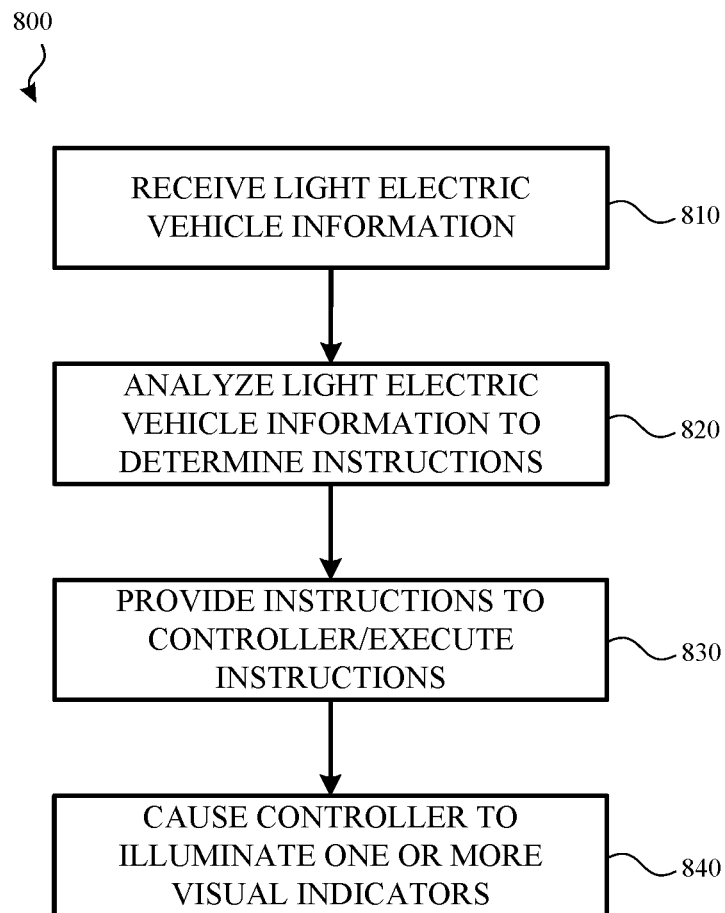 800
RECEIVE LIGHT ELECTRIC
VEHICLE INFORMATION
810
ANALYZE LIGHT ELECTRIC
VEHICLE INFORMATION TO
DETERMINE INSTRUCTIONS
820
PROVIDE INSTRUCTIONS TO
CONTROLLER/EXECUTE
INSTRUCTIONS
830
CAUSE CONTROLLER TO
ILLUMINATE ONE OR MORE
VISUAL INDICATORS
840